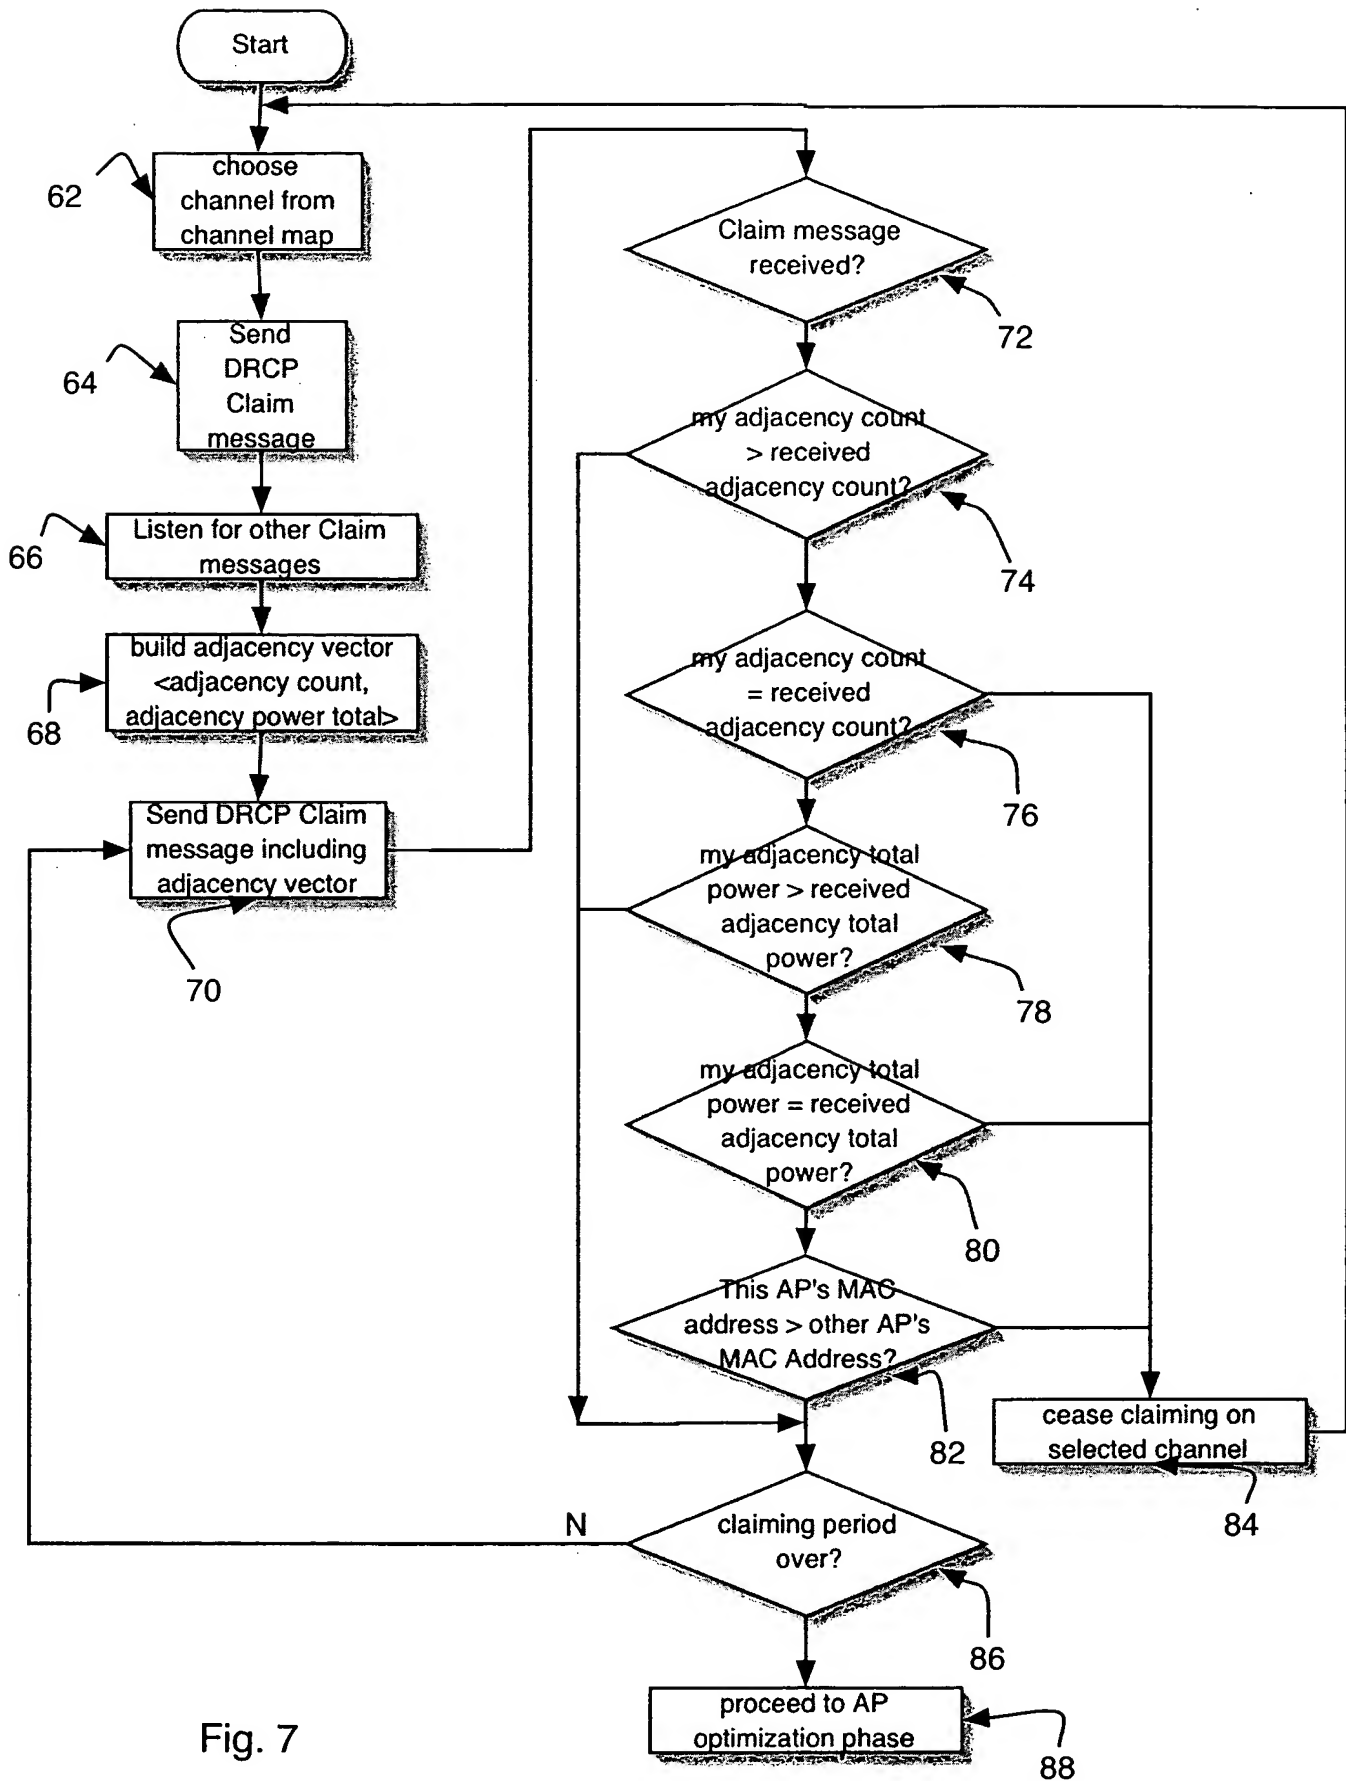 Start
choose
channel from
channel map
62
Send
DRCP
Claim
message
64
Listen for other Claim
messages
66
build adjacency vector
<adjacency count,
adjacency power total>
68
Send DRCP Claim
message including
adjacency vector
70
Claim message
received?
72
my adjacency count
> received
adjacency count?
74
my adjacency count
= received
adjacency count?
76
my adjacency total
power > received
adjacency total
power?
78
my adjacency total
power = received
adjacency total
power?
80
This AP's MAC
address > other AP's
MAC Address?
82
cease claiming on
selected channel
84
N
claiming period
over?
86
proceed to AP
optimization phase
88
Fig. 7